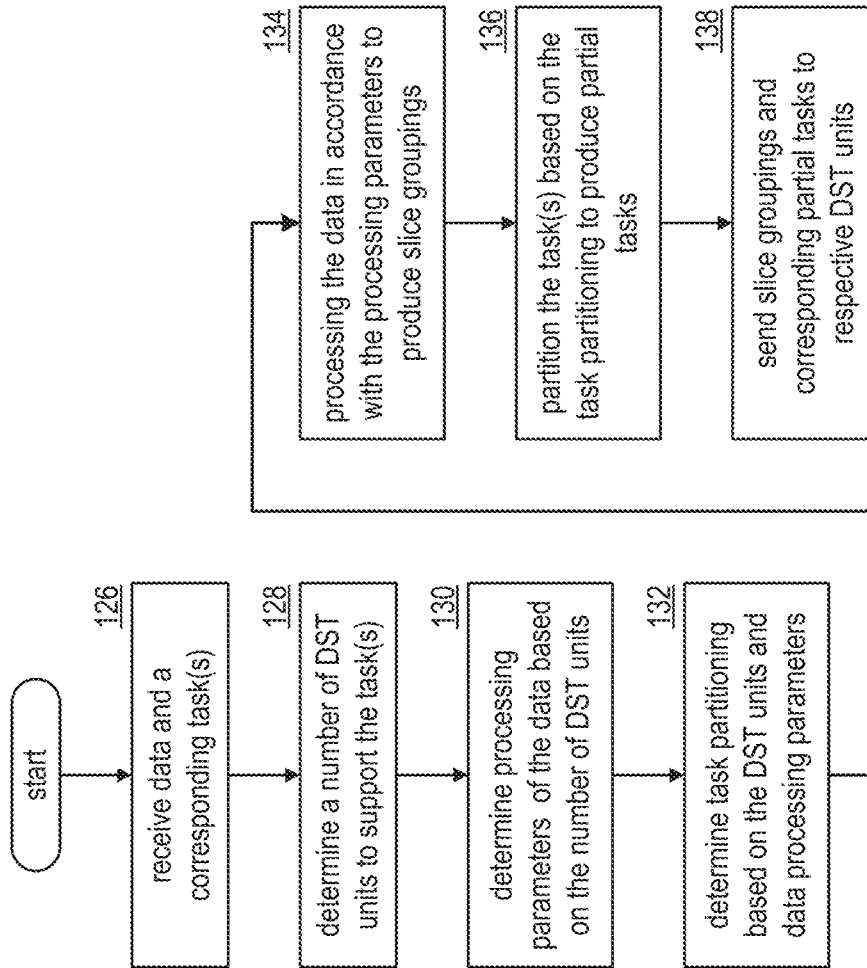 start
126
receive data and a
corresponding task(s)
128
determine a number of DST
units to support the task(s)
130
determine processing
parameters of the data based
on the number of DST units
132
determine task partitioning
based on the DST units and
data processing parameters
134
processing the data in accordance
with the processing parameters to
produce slice groupings
136
partition the task(s) based on the
task partitioning to produce partial
tasks
138
send slice groupings and
corresponding partial tasks to
respective DST units